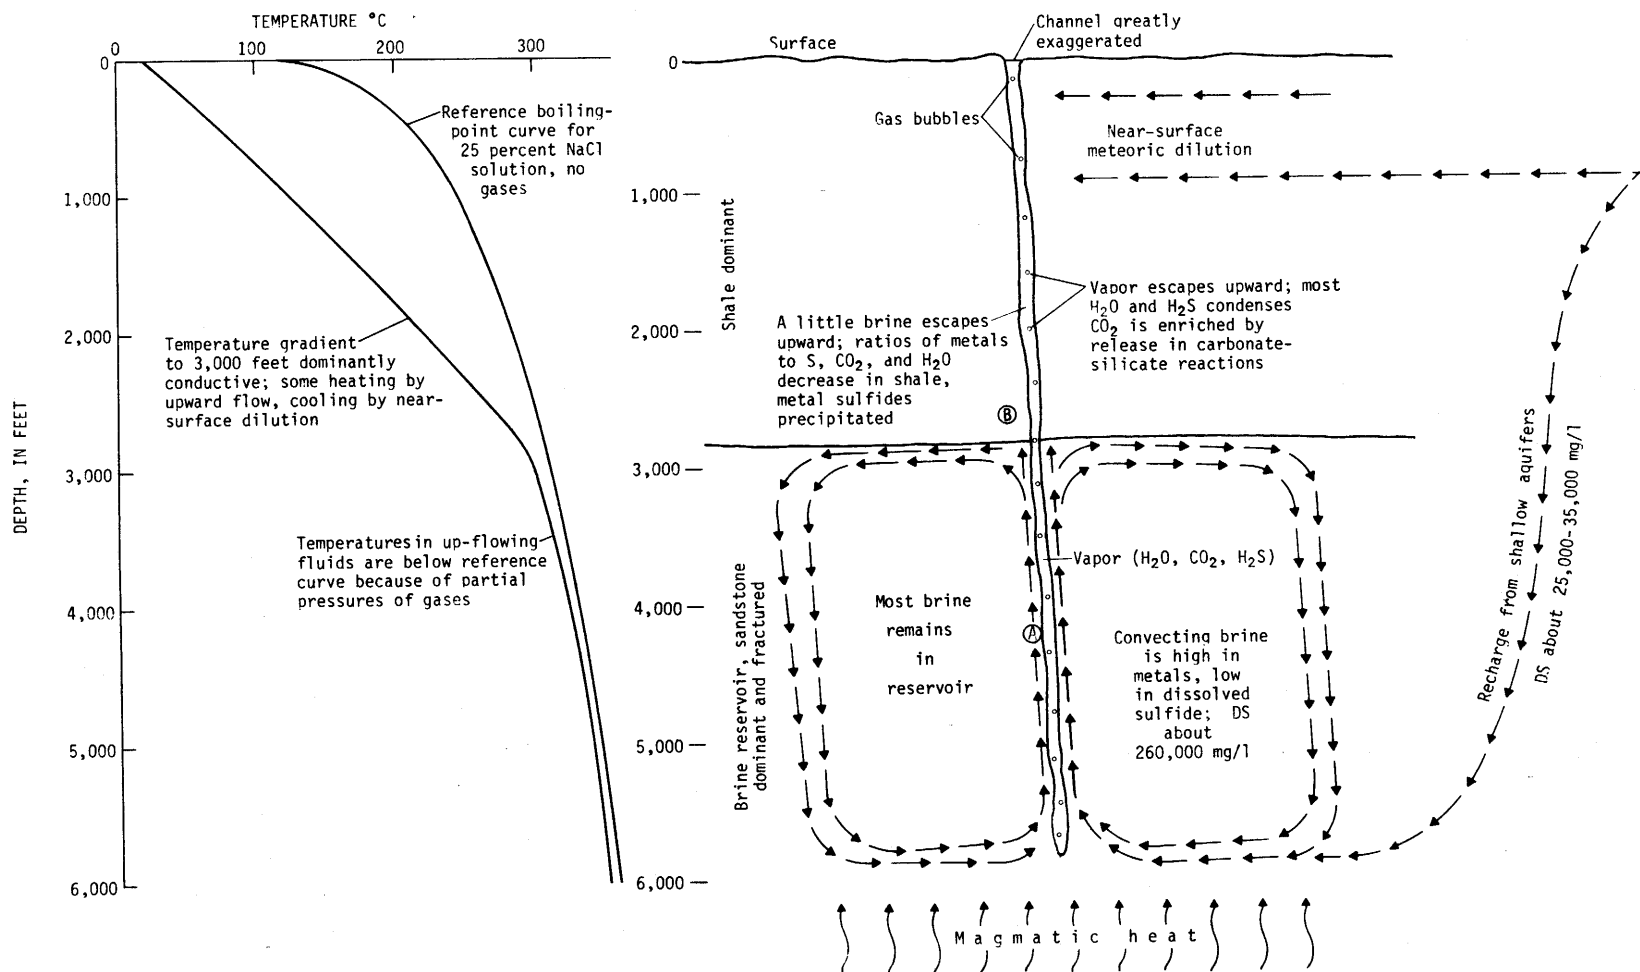 TEMPERATURE °C
0
100
200
300
0
1,000
2,000
3,000
4,000
5,000
6,000
DEPTH, IN FEET
Reference boiling-
point curve for
25 percent NaCl
solution, no
gases
Temperature gradient
to 3,000 feet dominantly
conductive; some heating by
upward flow, cooling by near-
surface dilution
Temperatures in up-flowing
fluids are below reference
curve because of partial
pressures of gases
Surface
Channel greatly
exaggerated
0
1,000
2,000
3,000
4,000
5,000
6,000
Gas bubbles
Near-surface
meteoric dilution
Shale dominant
A little brine escapes
upward; ratios of metals
to S, CO2, and H2O
decrease in shale,
metal sulfides
precipitated
B
Vapor escapes upward; most
H2O and H2S condenses
CO2 is enriched by
release in carbonate-
silicate reactions
Brine reservoir, sandstone
dominant and fractured
Most brine
remains
in
reservoir
A
Vapor (H2O, CO2, H2S)
Convecting brine
is high in
metals, low
in dissolved
sulfide; DS
about
260,000 mg/l
Recharge from shallow aquifers
DS about 25,000-35,000 mg/l
Magmatic heat